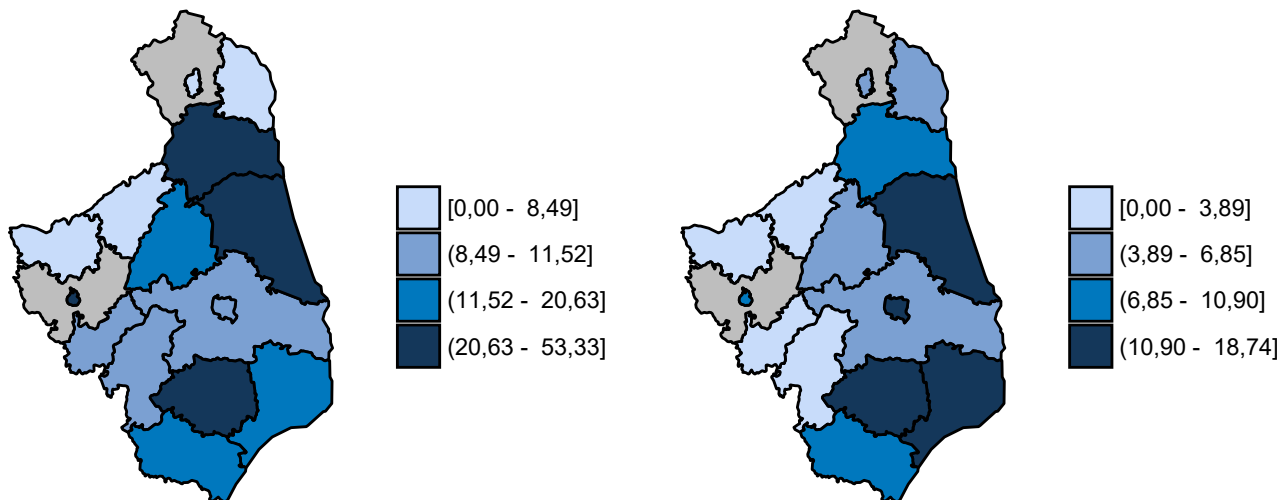 [0,00 - 8,49]
(8,49 - 11,52]
(11,52 - 20,63]
(20,63 - 53,33]
[0,00 - 3,89]
(3,89 - 6,85]
(6,85 - 10,90]
(10,90 - 18,74]